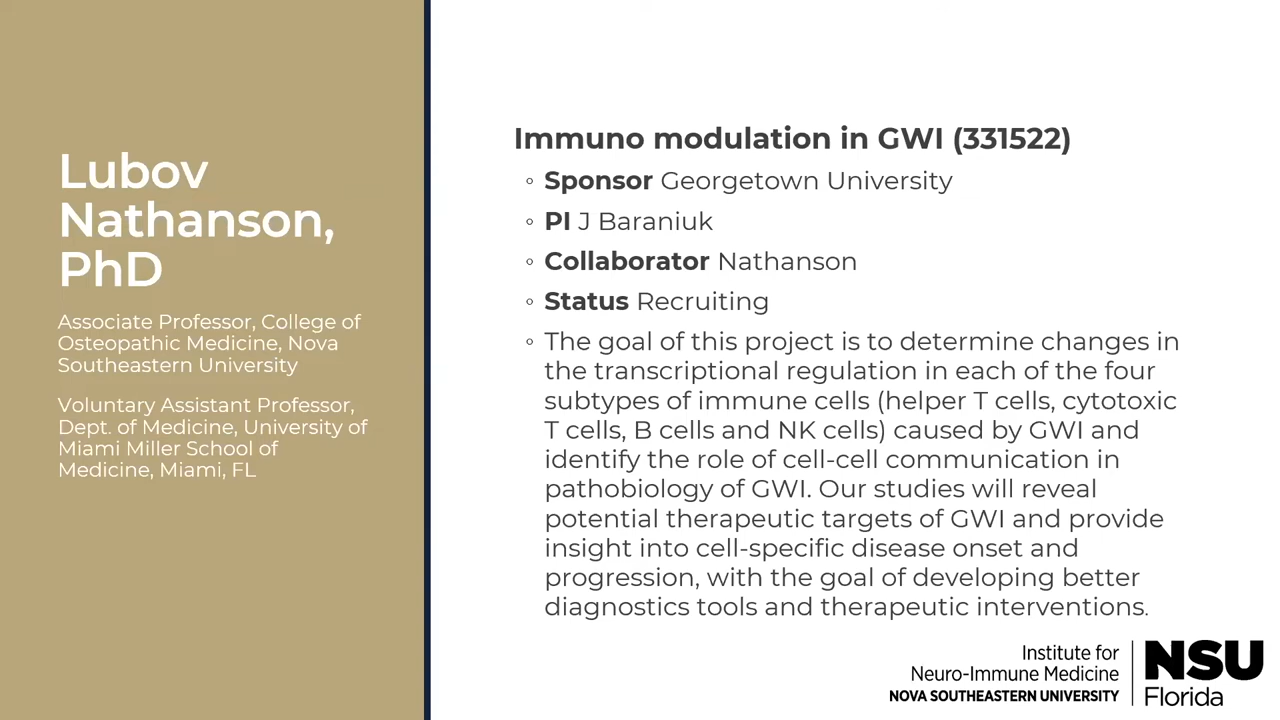 Lubov
Nathanson,
PhD
Associate Professor, College of
Osteopathic Medicine, Nova
Southeastern University
Voluntary Assistant Professor,
Dept. of Medicine, University of
Miami Miller School of
Medicine, Miami, FL
Immuno modulation in GWI (331522)
◦ Sponsor Georgetown University
◦ PI J Baraniuk
◦ Collaborator Nathanson
◦ Status Recruiting
◦ The goal of this project is to determine changes in
the transcriptional regulation in each of the four
subtypes of immune cells (helper T cells, cytotoxic
T cells, B cells and NK cells) caused by GWI and
identify the role of cell-cell communication in
pathobiology of GWI. Our studies will reveal
potential therapeutic targets of GWI and provide
insight into cell-specific disease onset and
progression, with the goal of developing better
diagnostics tools and therapeutic interventions.
Institute for
Neuro-Immune Medicine
NOVA SOUTHEASTERN UNIVERSITY
NSU
Florida